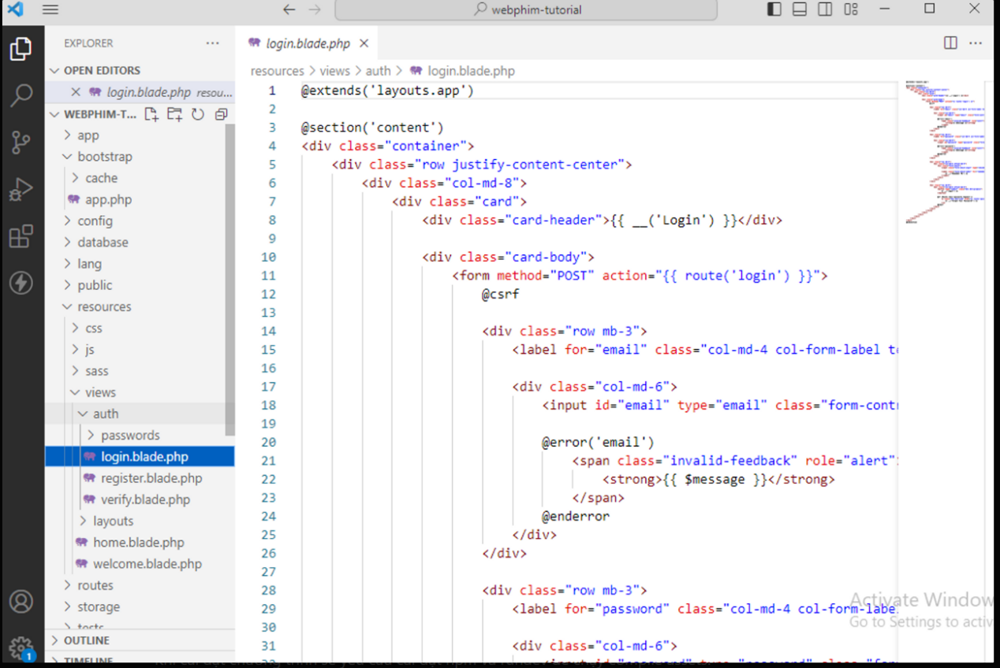 webphim-tutorial
EXPLORER
OPEN EDITORS
login.blade.php resou...
WEBPHIM-T...
app
bootstrap
cache
app.php
config
database
lang
public
resources
css
js
sass
views
auth
passwords
login.blade.php
register.blade.php
verify.blade.php
layouts
home.blade.php
welcome.blade.php
routes
storage
tests
OUTLINE
TIMELINE
1
login.blade.php
resources > views > auth > login.blade.php
1 @extends('layouts.app')
2
3 @section('content')
4 <div class="container">
5 <div class="row justify-content-center">
6 <div class="col-md-8">
7 <div class="card">
8 <div class="card-header">{{ __('Login') }}</div>
9
10 <div class="card-body">
11 <form method="POST" action="{{ route('login') }}">
12 @csrf
13
14 <div class="row mb-3">
15 <label for="email" class="col-md-4 col-form-label te
16
17 <div class="col-md-6">
18 <input id="email" type="email" class="form-contr
19
20 @error('email')
21 <span class="invalid-feedback" role="alert"
22 <strong>{{ $message }}</strong>
23 </span>
24 @enderror
25 </div>
26 </div>
27
28 <div class="row mb-3">
29 <label for="password" class="col-md-4 col-form-labe
30
31 <div class="col-md-6">
32 <input id="password" type="password" class="for
Activate Window
Go to Settings to activ